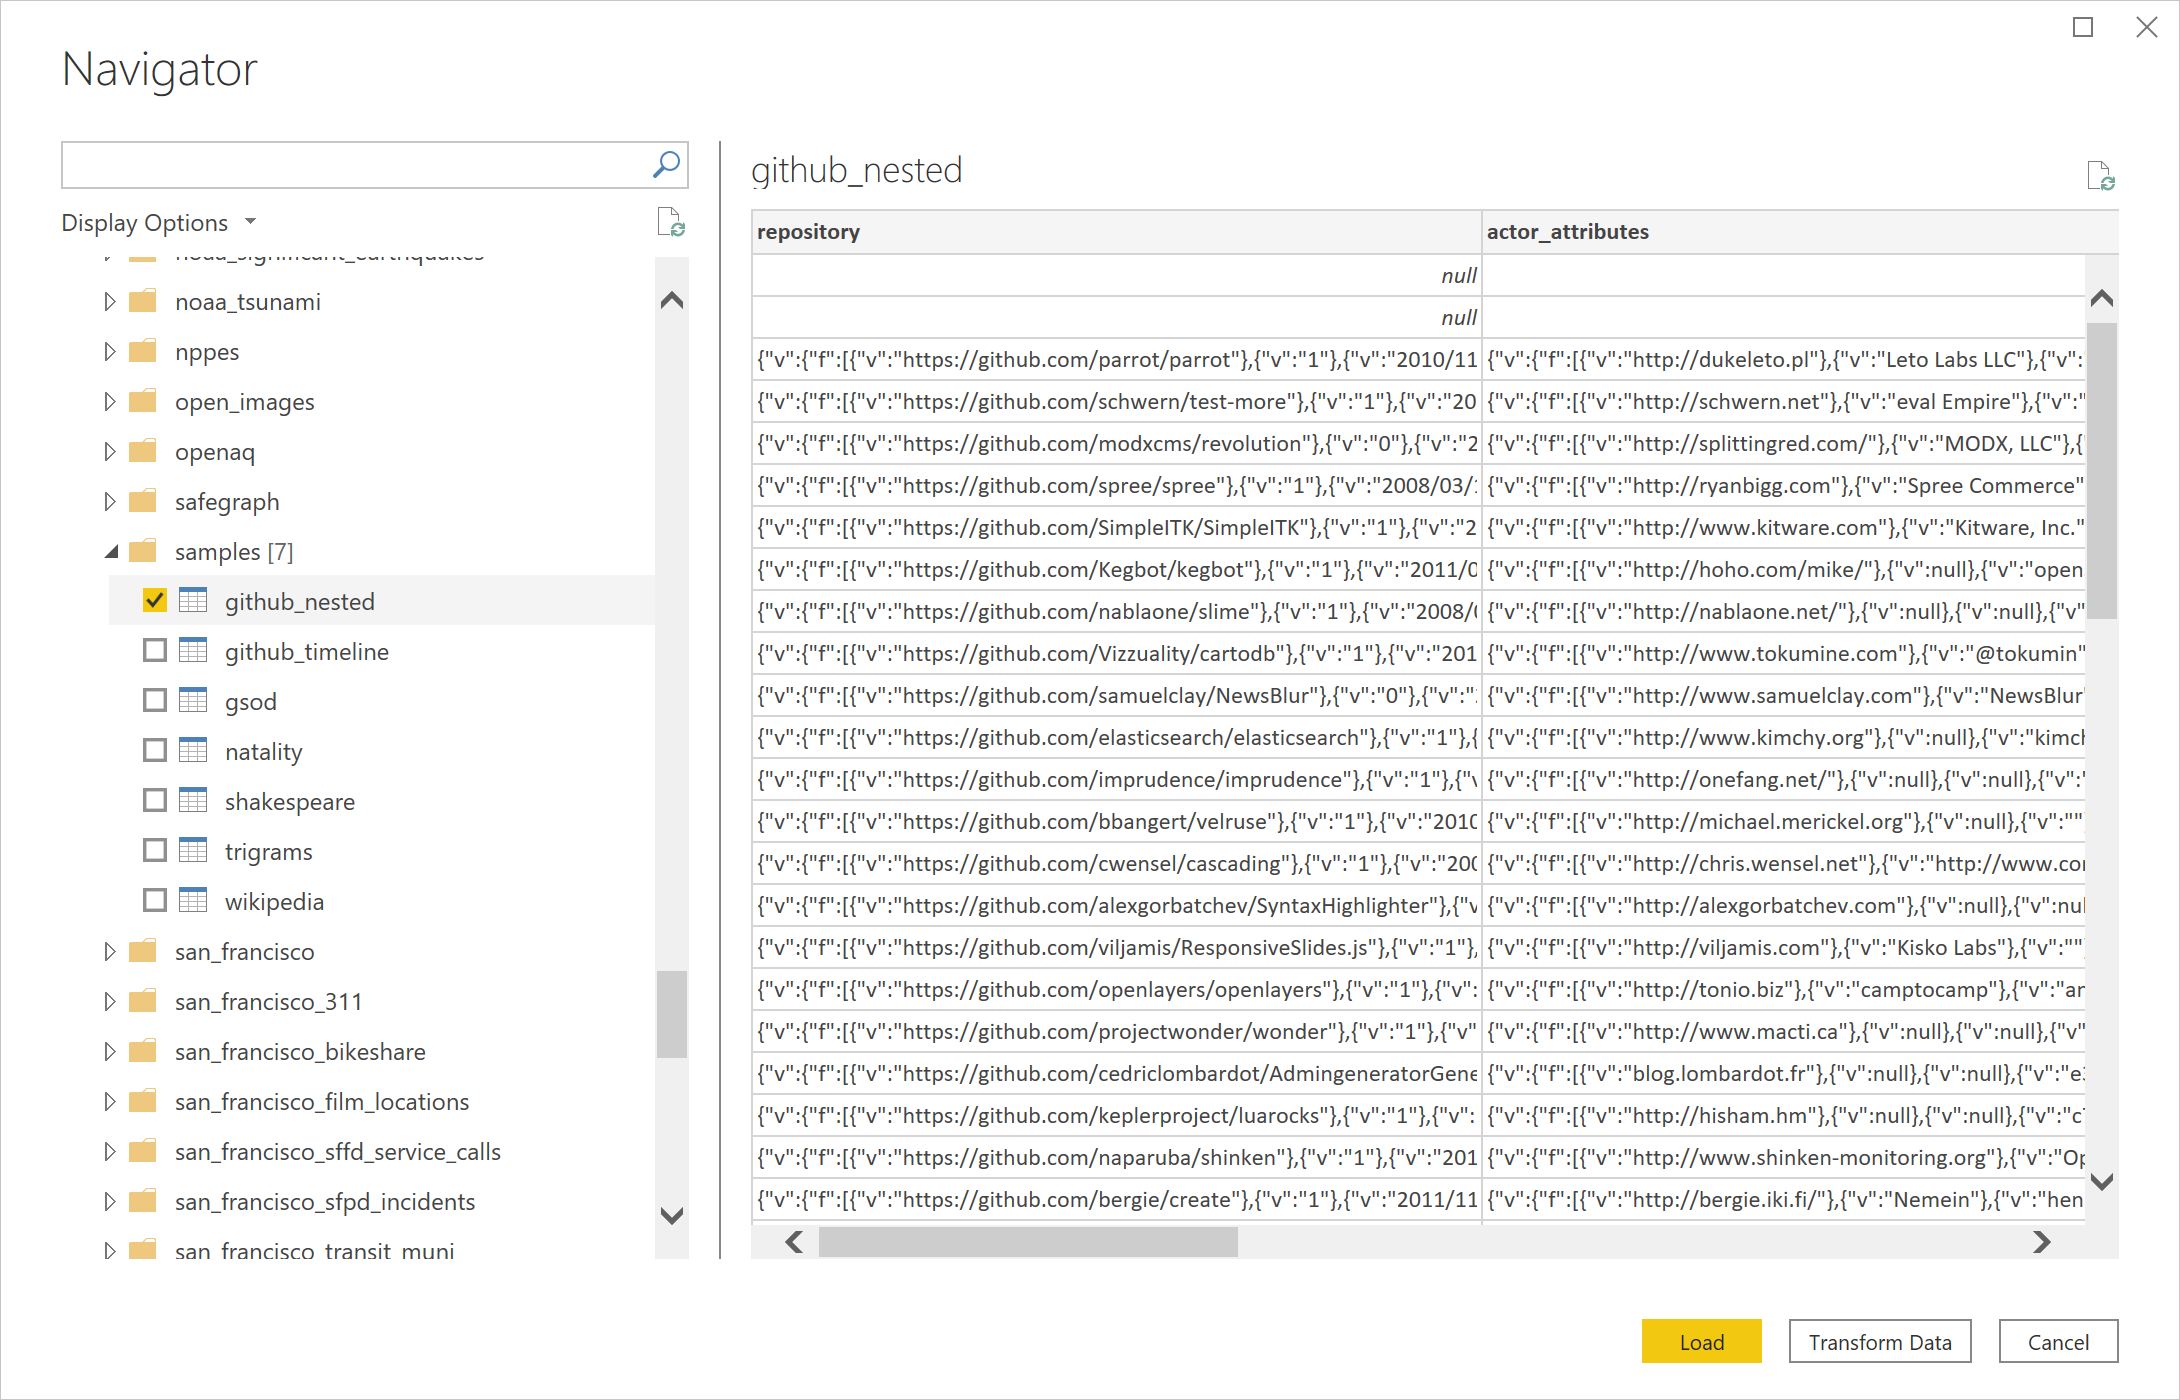 Navigator
Display Options
noaa_significant_earthquakes
noaa_tsunami
nppes
open_images
openaq
safegraph
samples [7]
github_nested
github_timeline
gsod
natality
shakespeare
trigrams
wikipedia
san_francisco
san_francisco_311
san_francisco_bikeshare
san_francisco_film_locations
san_francisco_sffd_service_calls
san_francisco_sfpd_incidents
san_francisco_transit_muni
github_nested
repository actor_attributes
null
null
{"v":{"f":[{"v":"https://github.com/parrot/parrot"},{"v":"1"},{"v":"2010/11 {"v":{"f":[{"v":"http://dukeleto.pl"},{"v":"Leto Labs LLC"},{"v":"
{"v":{"f":[{"v":"https://github.com/schwern/test-more"},{"v":"1"},{"v":"20 {"v":{"f":[{"v":"http://schwern.net"},{"v":"eval Empire"},{"v":"
{"v":{"f":[{"v":"https://github.com/modxcms/revolution"},{"v":"0"},{"v":"2 {"v":{"f":[{"v":"http://splittingred.com/"},{"v":"MODX, LLC"},{
{"v":{"f":[{"v":"https://github.com/spree/spree"},{"v":"1"},{"v":"2008/03/1 {"v":{"f":[{"v":"http://ryanbigg.com"},{"v":"Spree Commerce"
{"v":{"f":[{"v":"https://github.com/SimpleITK/SimpleITK"},{"v":"1"},{"v":"2 {"v":{"f":[{"v":"http://www.kitware.com"},{"v":"Kitware, Inc."
{"v":{"f":[{"v":"https://github.com/Kegbot/kegbot"},{"v":"1"},{"v":"2011/0 {"v":{"f":[{"v":"http://hoho.com/mike/"},{"v":null},{"v":"open
{"v":{"f":[{"v":"https://github.com/nablaone/slime"},{"v":"1"},{"v":"2008/0 {"v":{"f":[{"v":"http://nablaone.net/"},{"v":null},{"v":null},{"v":"
{"v":{"f":[{"v":"https://github.com/Vizzuality/cartodb"},{"v":"1"},{"v":"201 {"v":{"f":[{"v":"http://www.tokumine.com"},{"v":"@tokumin"
{"v":{"f":[{"v":"https://github.com/samuelclay/NewsBlur"},{"v":"0"},{"v":" {"v":{"f":[{"v":"http://www.samuelclay.com"},{"v":"NewsBlur"
{"v":{"f":[{"v":"https://github.com/elasticsearch/elasticsearch"},{"v":"1"},{ {"v":{"f":[{"v":"http://www.kimchy.org"},{"v":null},{"v":"kimch
{"v":{"f":[{"v":"https://github.com/imprudence/imprudence"},{"v":"1"},{"v {"v":{"f":[{"v":"http://onefang.net/"},{"v":null},{"v":null},{"v":"
{"v":{"f":[{"v":"https://github.com/bbangert/velruse"},{"v":"1"},{"v":"2010 {"v":{"f":[{"v":"http://michael.merickel.org"},{"v":null},{"v":""
{"v":{"f":[{"v":"https://github.com/cwensel/cascading"},{"v":"1"},{"v":"200 {"v":{"f":[{"v":"http://chris.wensel.net"},{"v":"http://www.con
{"v":{"f":[{"v":"https://github.com/alexgorbatchev/SyntaxHighlighter"},{"v {"v":{"f":[{"v":"http://alexgorbatchev.com"},{"v":null},{"v":nul
{"v":{"f":[{"v":"https://github.com/viljamis/ResponsiveSlides.js"},{"v":"1"}, {"v":{"f":[{"v":"http://viljamis.com"},{"v":"Kisko Labs"},{"v":""
{"v":{"f":[{"v":"https://github.com/openlayers/openlayers"},{"v":"1"},{"v": {"v":{"f":[{"v":"http://tonio.biz"},{"v":"camptocamp"},{"v":"an
{"v":{"f":[{"v":"https://github.com/projectwonder/wonder"},{"v":"1"},{"v" {"v":{"f":[{"v":"http://www.macti.ca"},{"v":null},{"v":null},{"v":"
{"v":{"f":[{"v":"https://github.com/cedriclombardot/AdmingeneratorGene {"v":{"f":[{"v":"blog.lombardot.fr"},{"v":null},{"v":null},{"v":"e3
{"v":{"f":[{"v":"https://github.com/keplerproject/luarocks"},{"v":"1"},{"v": {"v":{"f":[{"v":"http://hisham.hm"},{"v":null},{"v":null},{"v":"c7
{"v":{"f":[{"v":"https://github.com/naparuba/shinken"},{"v":"1"},{"v":"201 {"v":{"f":[{"v":"http://www.shinken-monitoring.org"},{"v":"Op
{"v":{"f":[{"v":"https://github.com/bergie/create"},{"v":"1"},{"v":"2011/11 {"v":{"f":[{"v":"http://bergie.iki.fi/"},{"v":"Nemein"},{"v":"hen
Load Transform Data Cancel